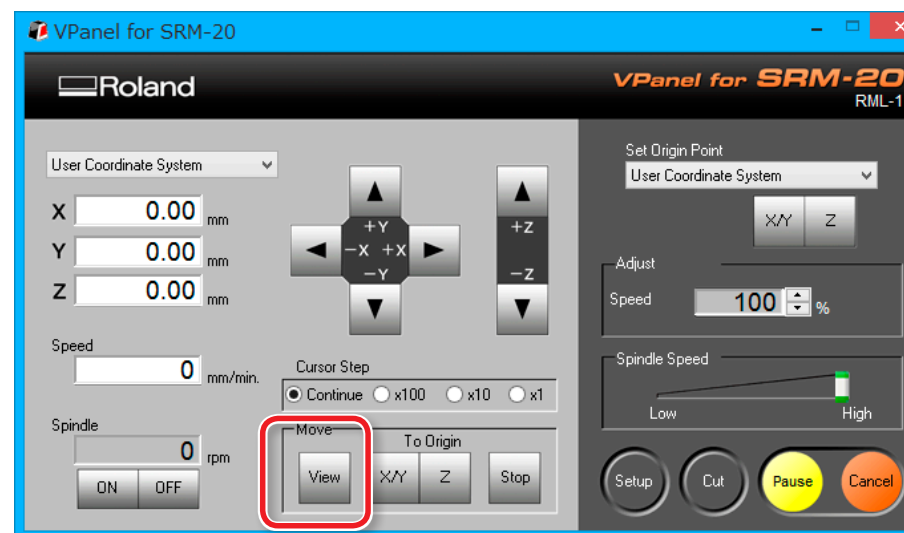 VPanel for SRM-20
Roland
VPanel for SRM-20
RML-1
User Coordinate System
X 0.00 mm
Y 0.00 mm
Z 0.00 mm
Speed
0 mm/min.
Spindle
0 rpm
ON OFF
+Y
-X +X
-Y
+Z
-Z
Cursor Step
Continue x100 x10 x1
Move
To Origin
View X/Y Z Stop
Set Origin Point
User Coordinate System
X/Y Z
Adjust
Speed 100 %
Spindle Speed
Low High
Setup Cut Pause Cancel